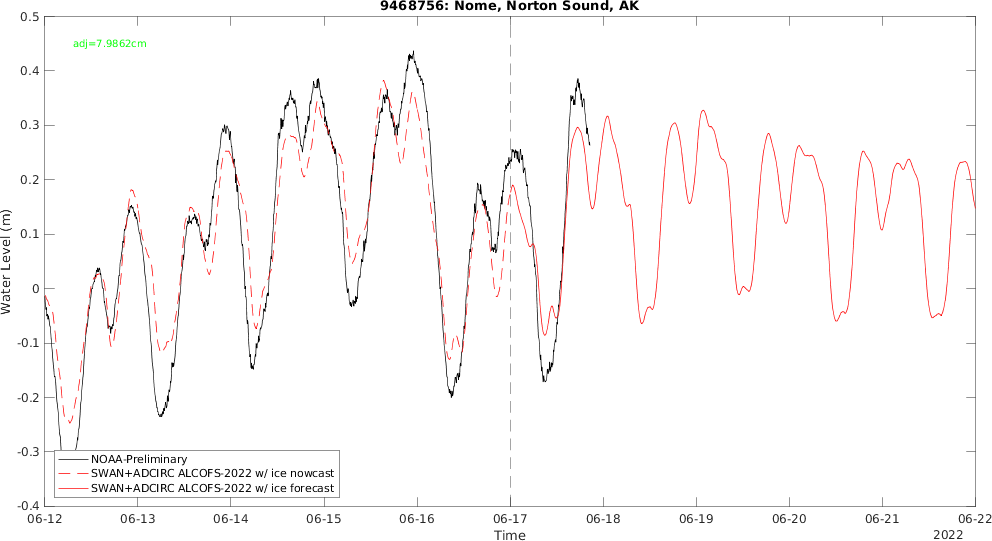 9468756: Nome, Norton Sound, AK
adj=7.9862cm
0.5
0.4
0.3
0.2
0.1
0
-0.1
-0.2
-0.3
-0.4
Water Level (m)
NOAA-Preliminary
SWAN+ADCIRC ALCOFS-2022 w/ ice nowcast
SWAN+ADCIRC ALCOFS-2022 w/ ice forecast
06-12 06-13 06-14 06-15 06-16 06-17 06-18 06-19 06-20 06-21 06-22
Time
2022